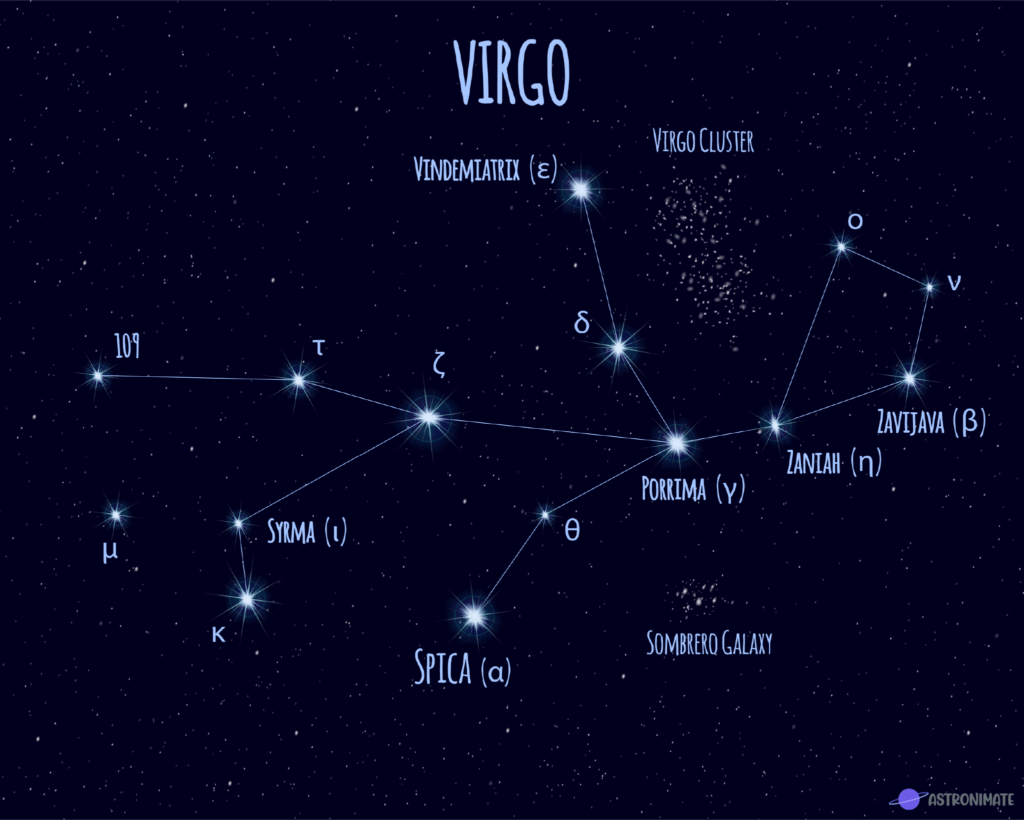 VIRGO
VIRGO CLUSTER
VINDEMIATRIX (ε)
ο
ν
δ
109
τ
ζ
ZAVIJAVA (β)
ZANIAH (η)
PORRIMA (γ)
SYRMA (ι)
θ
μ
κ
SOMBRERO GALAXY
SPICA (α)
ASTRONIMATE